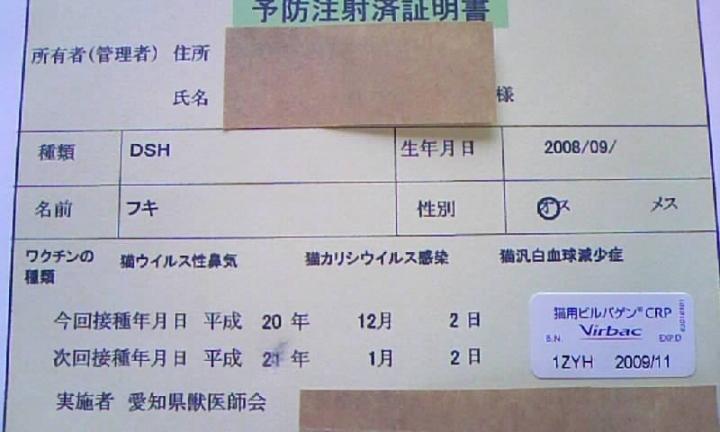 予防注射済証明書
所有者(管理者) 住所
氏名 様
種類 DSH 生年月日 2008/09/
名前 フキ 性別 オス メス
ワクチンの種類 猫ウイルス性鼻気 猫カリシウイルス感染 猫汎白血球減少症
今回接種年月日 平成 20 年 12月 2 日
次回接種年月日 平成 21 年 1月 2 日
猫用ビルバゲン®CRP
Virbac
S.N. EXP.D
1ZYH 2009/11
実施者 愛知県獣医師会